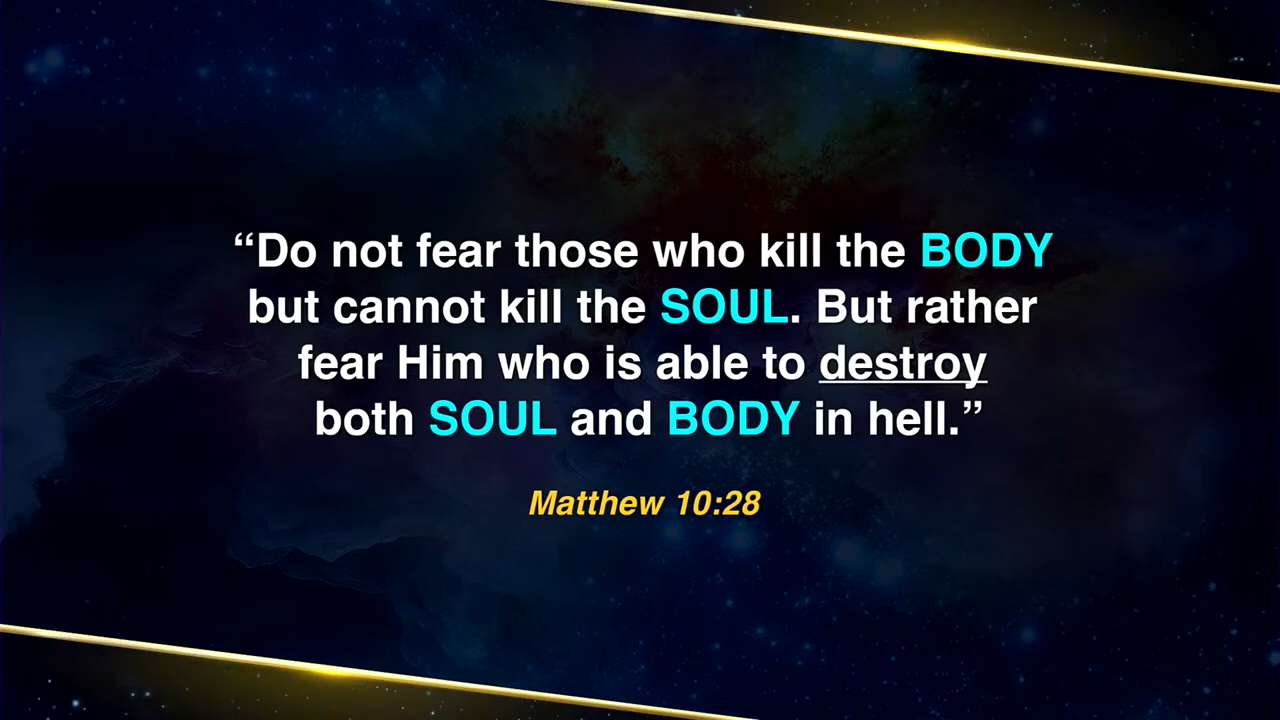 “Do not fear those who kill the BODY
but cannot kill the SOUL. But rather
fear Him who is able to destroy
both SOUL and BODY in hell.”
Matthew 10:28